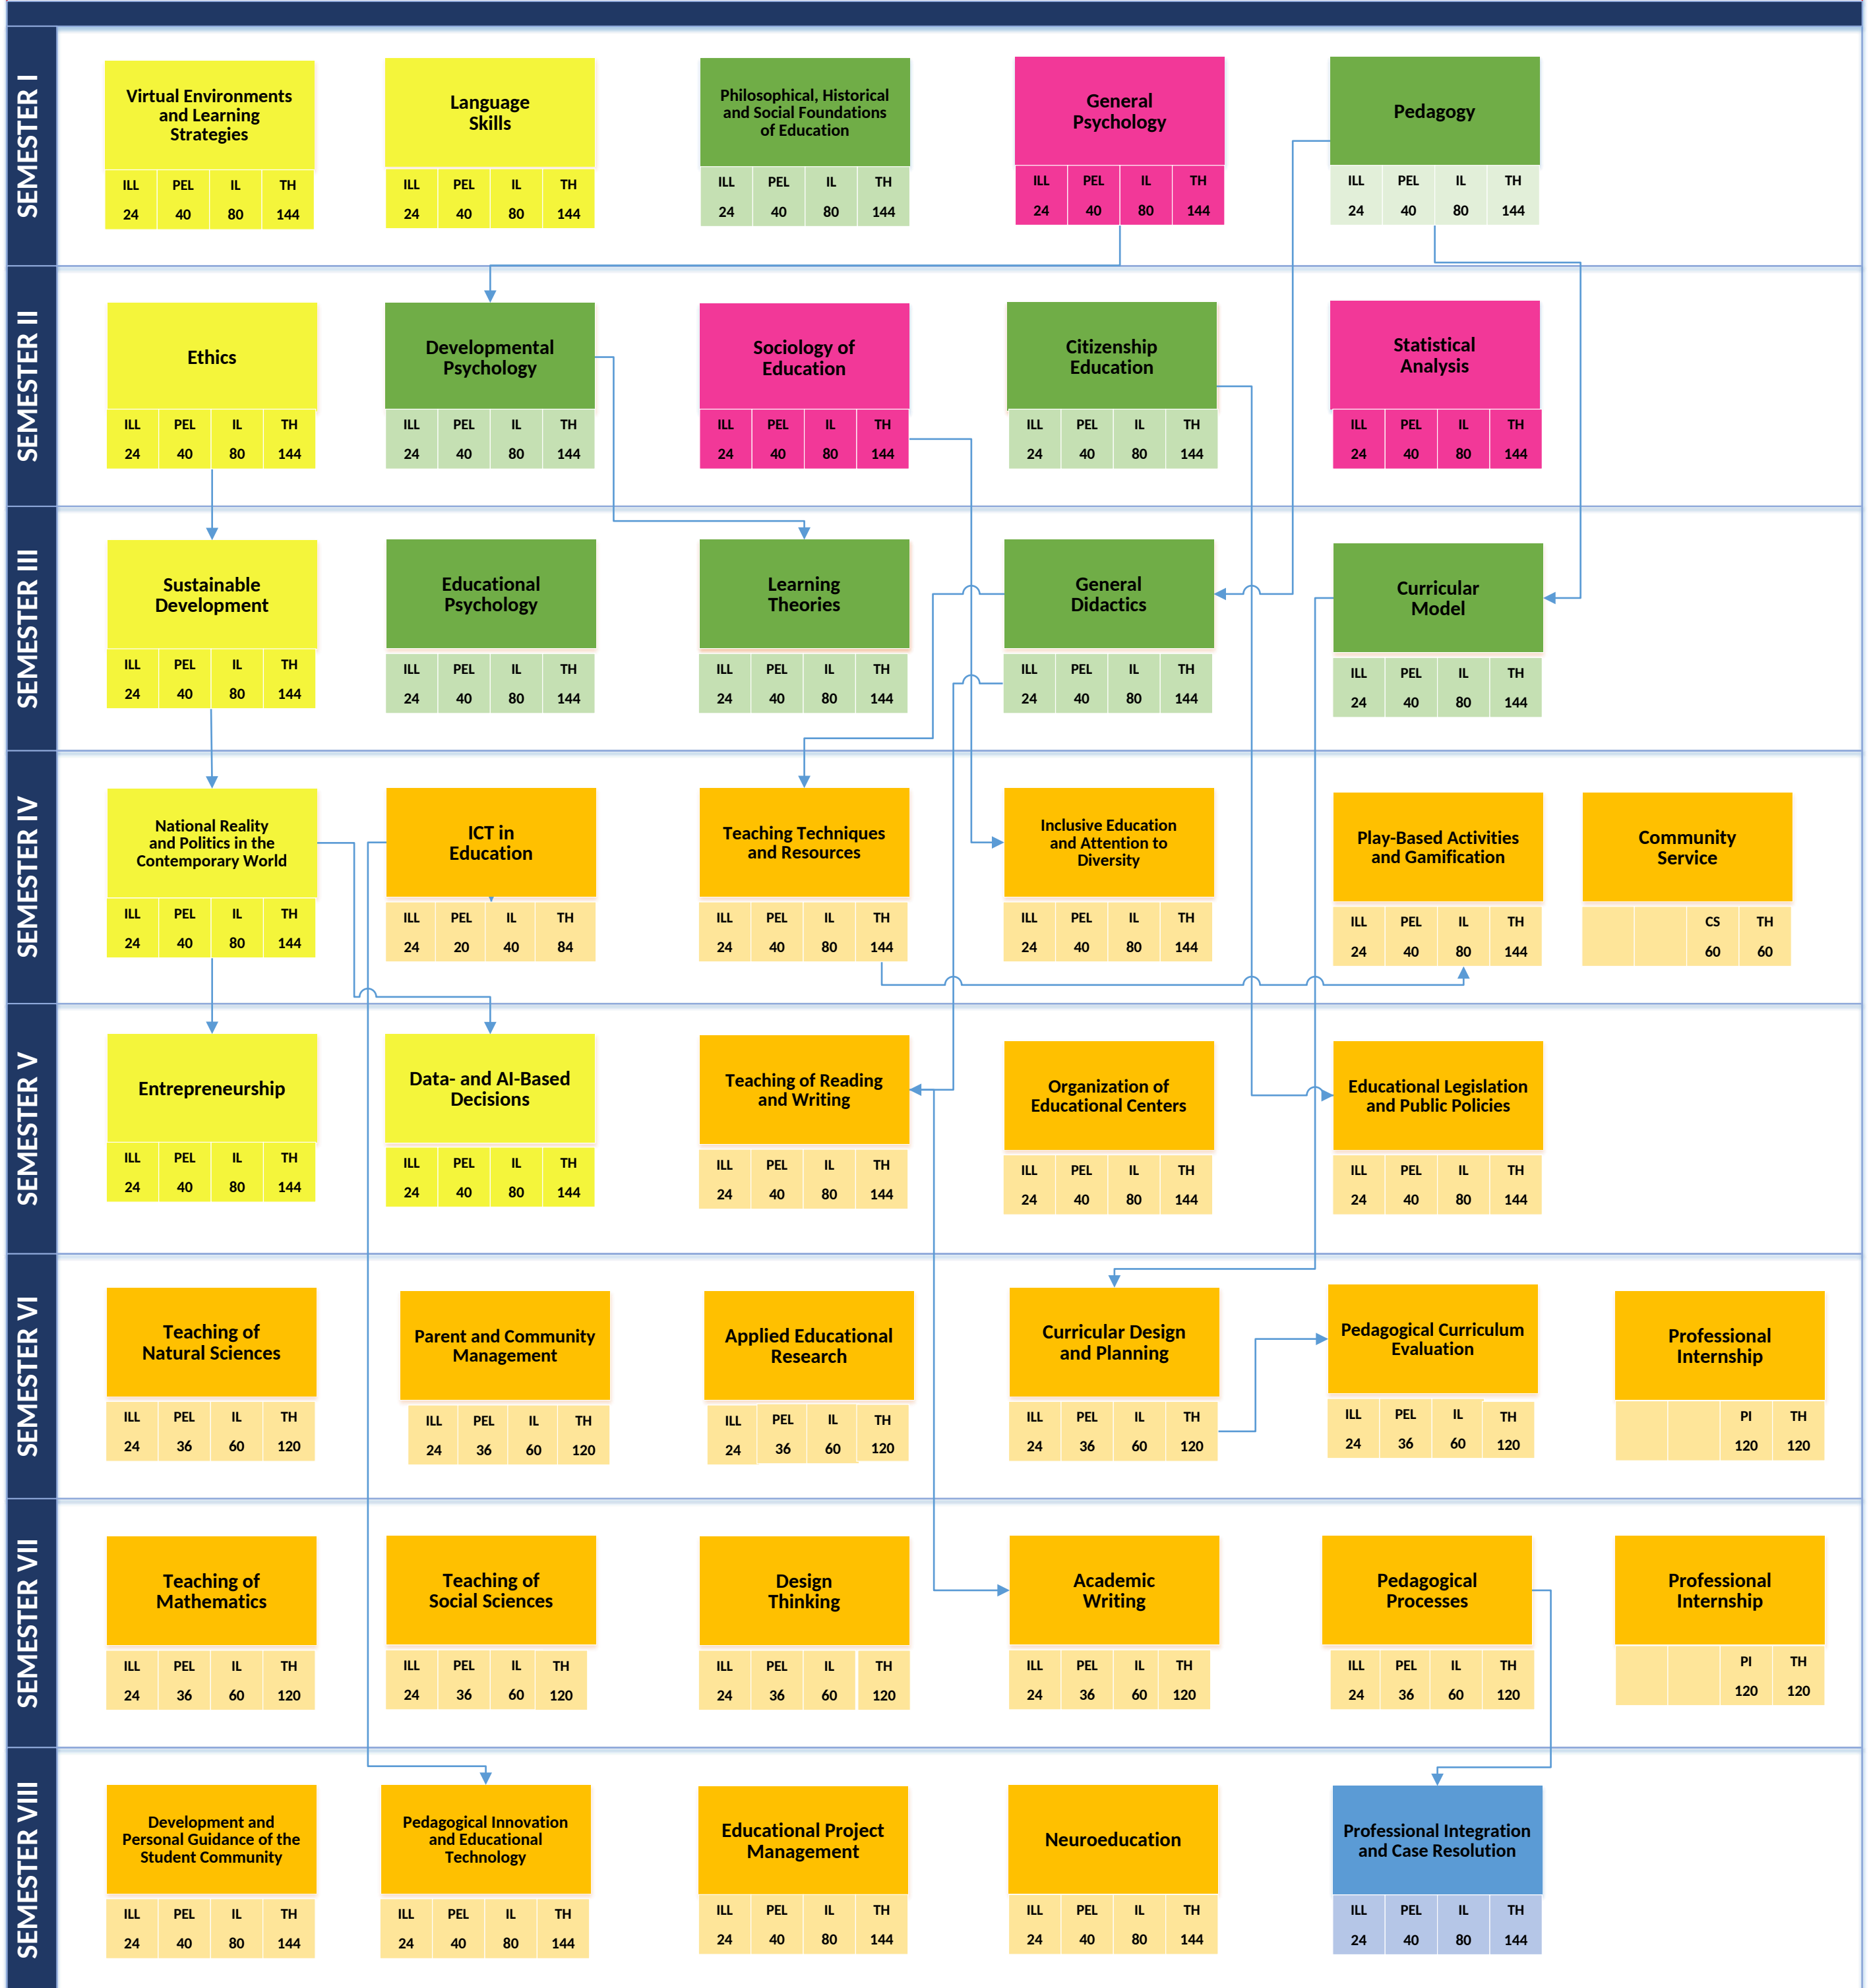 SEMESTER I
Virtual Environments
and Learning
Strategies
ILL PEL IL TH
24 40 80 144
Language
Skills
ILL PEL IL TH
24 40 80 144
Philosophical, Historical
and Social Foundations
of Education
ILL PEL IL TH
24 40 80 144
General
Psychology
ILL PEL IL TH
24 40 80 144
Pedagogy
ILL PEL IL TH
24 40 80 144
SEMESTER II
Ethics
ILL PEL IL TH
24 40 80 144
Developmental
Psychology
ILL PEL IL TH
24 40 80 144
Sociology of
Education
ILL PEL IL TH
24 40 80 144
Citizenship
Education
ILL PEL IL TH
24 40 80 144
Statistical
Analysis
ILL PEL IL TH
24 40 80 144
SEMESTER III
Sustainable
Development
ILL PEL IL TH
24 40 80 144
Educational
Psychology
ILL PEL IL TH
24 40 80 144
Learning
Theories
ILL PEL IL TH
24 40 80 144
General
Didactics
ILL PEL IL TH
24 40 80 144
Curricular
Model
ILL PEL IL TH
24 40 80 144
SEMESTER IV
National Reality
and Politics in the
Contemporary World
ILL PEL IL TH
24 40 80 144
ICT in
Education
ILL PEL IL TH
24 20 40 84
Teaching Techniques
and Resources
ILL PEL IL TH
24 40 80 144
Inclusive Education
and Attention to
Diversity
ILL PEL IL TH
24 40 80 144
Play-Based Activities
and Gamification
ILL PEL IL TH
24 40 80 144
Community
Service
CS TH
60 60
SEMESTER V
Entrepreneurship
ILL PEL IL TH
24 40 80 144
Data- and AI-Based
Decisions
ILL PEL IL TH
24 40 80 144
Teaching of Reading
and Writing
ILL PEL IL TH
24 40 80 144
Organization of
Educational Centers
ILL PEL IL TH
24 40 80 144
Educational Legislation
and Public Policies
ILL PEL IL TH
24 40 80 144
SEMESTER VI
Teaching of
Natural Sciences
ILL PEL IL TH
24 36 60 120
Parent and Community
Management
ILL PEL IL TH
24 36 60 120
Applied Educational
Research
ILL PEL IL TH
24 36 60 120
Curricular Design
and Planning
ILL PEL IL TH
24 36 60 120
Pedagogical Curriculum
Evaluation
ILL PEL IL TH
24 36 60 120
Professional
Internship
PI TH
120 120
SEMESTER VII
Teaching of
Mathematics
ILL PEL IL TH
24 36 60 120
Teaching of
Social Sciences
ILL PEL IL TH
24 36 60 120
Design
Thinking
ILL PEL IL TH
24 36 60 120
Academic
Writing
ILL PEL IL TH
24 36 60 120
Pedagogical
Processes
ILL PEL IL TH
24 36 60 120
Professional
Internship
PI TH
120 120
SEMESTER VIII
Development and
Personal Guidance of the
Student Community
ILL PEL IL TH
24 40 80 144
Pedagogical Innovation
and Educational
Technology
ILL PEL IL TH
24 40 80 144
Educational Project
Management
ILL PEL IL TH
24 40 80 144
Neuroeducation
ILL PEL IL TH
24 40 80 144
Professional Integration
and Case Resolution
ILL PEL IL TH
24 40 80 144